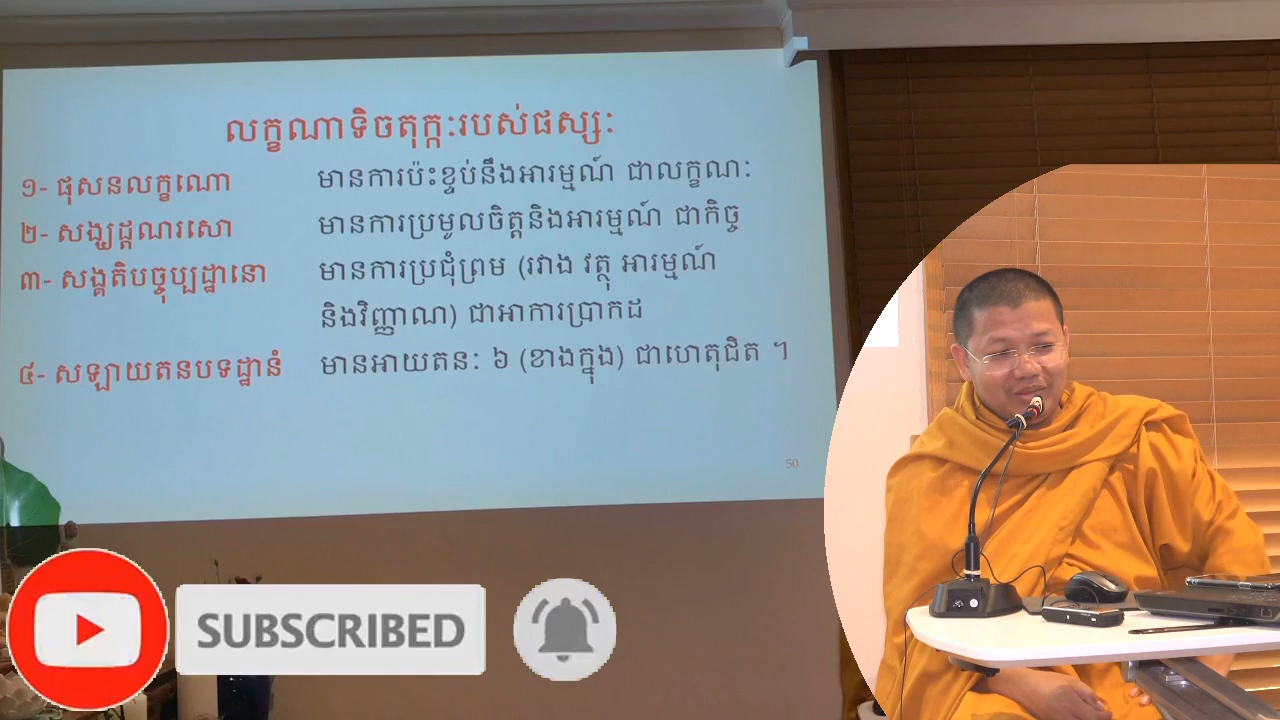 លក្ខណាទិចតុក្កៈរបស់ផស្សៈ
១- ផុសនលក្ខណោ មានការប៉ះខ្ទប់នឹងអារម្មណ៍ ជាលក្ខណៈ
២- សង្ឃដ្តណរសោ មានការប្រមូលចិត្តនិងអារម្មណ៍ ជាកិច្ច
៣- សង្គតិបច្ចុប្បដ្ឋានោ មានការប្រជុំព្រម (រវាង វត្ថុ អារម្មណ៍
និងវិញ្ញាណ) ជាអាការប្រាកដ
៤- សឡាយតនបទដ្ឋានំ មានអាយតនៈ ៦ (ខាងក្នុង) ជាហេតុជិត ។
50
SUBSCRIBED